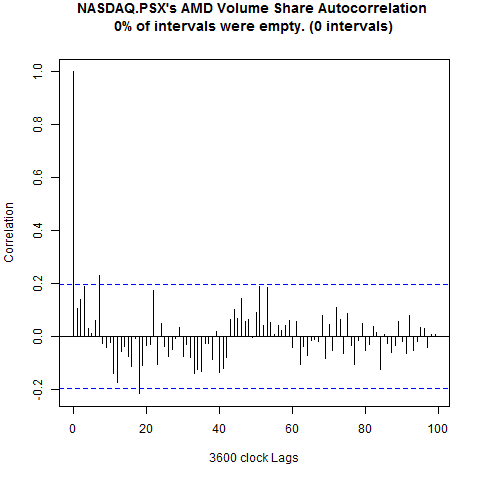 NASDAQ.PSX's AMD Volume Share Autocorrelation
0% of intervals were empty. (0 intervals)
Correlation
1.0
0.8
0.6
0.4
0.2
0.0
-0.2
0 20 40 60 80 100
3600 clock Lags